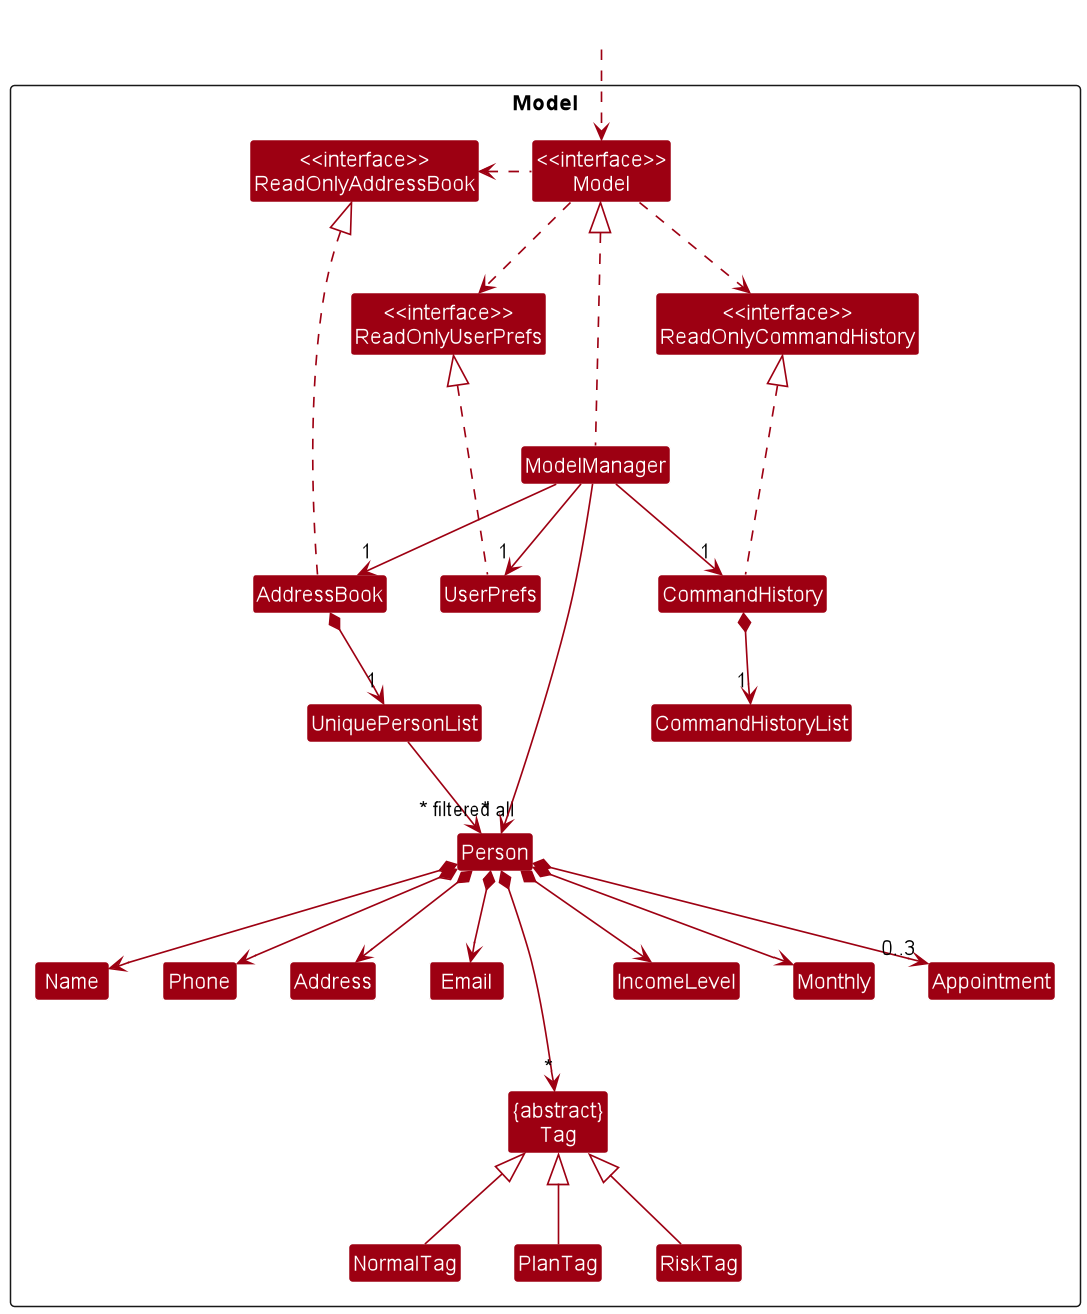 Model
<<interface>>
ReadOnlyAddressBook
<<interface>>
Model
<<interface>>
ReadOnlyUserPrefs
<<interface>>
ReadOnlyCommandHistory
ModelManager
1
1
1
AddressBook
UserPrefs
CommandHistory
1
1
UniquePersonList
CommandHistoryList
* filtered
* all
Person
0..3
Name
Phone
Address
Email
IncomeLevel
Monthly
Appointment
*
{abstract}
Tag
NormalTag
PlanTag
RiskTag